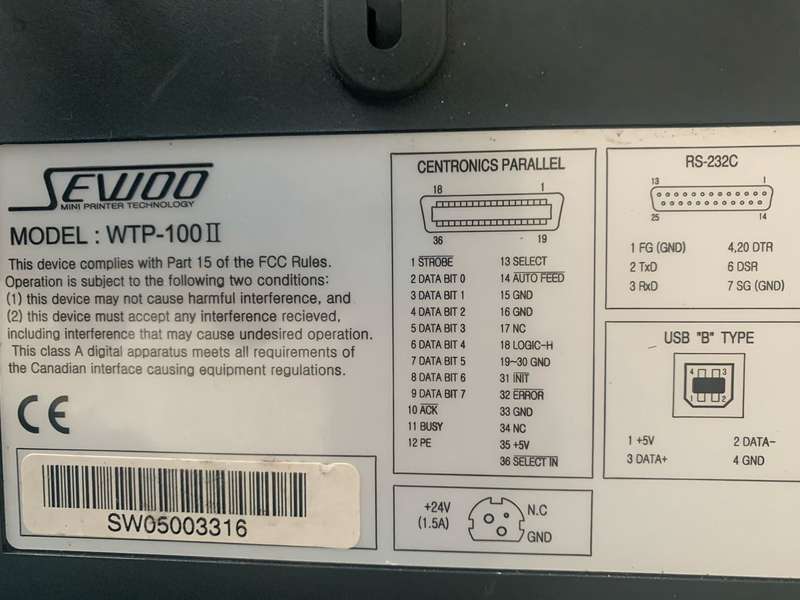 SEWOO
MINI PRINTER TECHNOLOGY
MODEL : WTP-100 II
This device complies with Part 15 of the FCC Rules.
Operation is subject to the following two conditions:
(1) this device may not cause harmful interference, and
(2) this device must accept any interference recieved,
including interference that may cause undesired operation.
This class A digital apparatus meets all requirements of
the Canadian interface causing equipment regulations.
CE
SW05003316
CENTRONICS PARALLEL
18 1
36 19
1 STROBE 13 SELECT
2 DATA BIT 0 14 AUTO FEED
3 DATA BIT 1 15 GND
4 DATA BIT 2 16 GND
5 DATA BIT 3 17 NC
6 DATA BIT 4 18 LOGIC-H
7 DATA BIT 5 19~30 GND
8 DATA BIT 6 31 INIT
9 DATA BIT 7 32 ERROR
10 ACK 33 GND
11 BUSY 34 NC
12 PE 35 +5V
36 SELECT IN
+24V N.C
(1.5A) GND
RS-232C
13 1
25 14
1 FG (GND) 4,20 DTR
2 TxD 6 DSR
3 RxD 7 SG (GND)
USB "B" TYPE
4 3
1 2
1 +5V 2 DATA-
3 DATA+ 4 GND